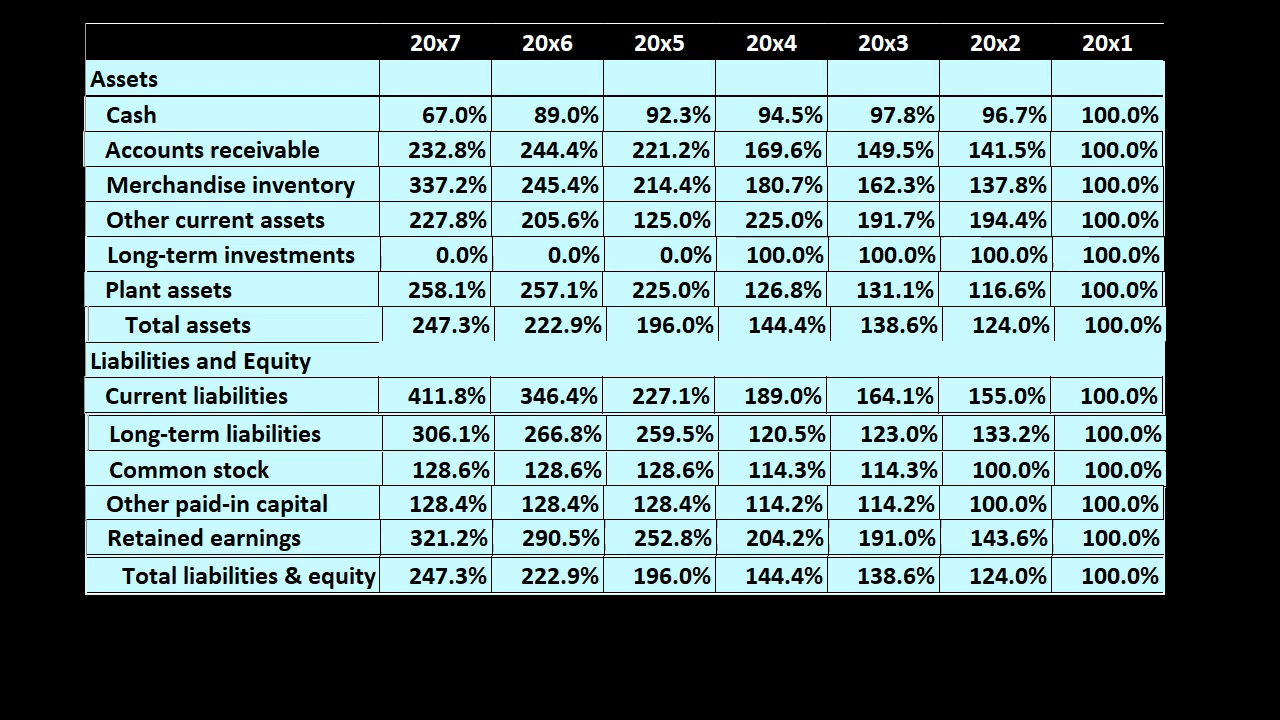 20x7 20x6 20x5 20x4 20x3 20x2 20x1
Assets
Cash 67.0% 89.0% 92.3% 94.5% 97.8% 96.7% 100.0%
Accounts receivable 232.8% 244.4% 221.2% 169.6% 149.5% 141.5% 100.0%
Merchandise inventory 337.2% 245.4% 214.4% 180.7% 162.3% 137.8% 100.0%
Other current assets 227.8% 205.6% 125.0% 225.0% 191.7% 194.4% 100.0%
Long-term investments 0.0% 0.0% 0.0% 100.0% 100.0% 100.0% 100.0%
Plant assets 258.1% 257.1% 225.0% 126.8% 131.1% 116.6% 100.0%
Total assets 247.3% 222.9% 196.0% 144.4% 138.6% 124.0% 100.0%
Liabilities and Equity
Current liabilities 411.8% 346.4% 227.1% 189.0% 164.1% 155.0% 100.0%
Long-term liabilities 306.1% 266.8% 259.5% 120.5% 123.0% 133.2% 100.0%
Common stock 128.6% 128.6% 128.6% 114.3% 114.3% 100.0% 100.0%
Other paid-in capital 128.4% 128.4% 128.4% 114.2% 114.2% 100.0% 100.0%
Retained earnings 321.2% 290.5% 252.8% 204.2% 191.0% 143.6% 100.0%
Total liabilities & equity 247.3% 222.9% 196.0% 144.4% 138.6% 124.0% 100.0%